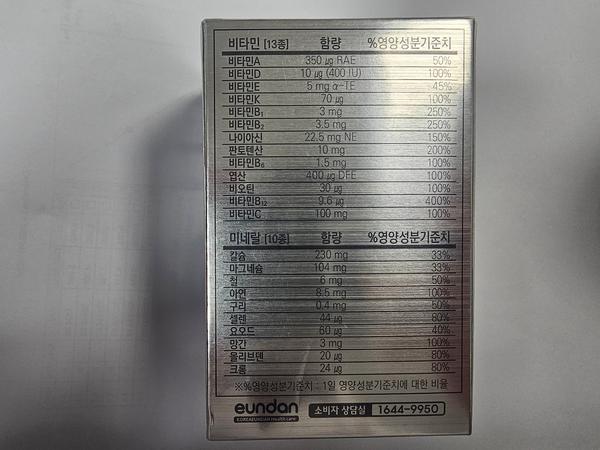 비타민 [13종] 함량 %영양성분기준치
비타민A 350 ㎍ RAE 50%
비타민D 10 ㎍ (400 IU) 100%
비타민E 5 mg α-TE 45%
비타민K 70 ㎍ 100%
비타민B₁ 3 mg 250%
비타민B₂ 3.5 mg 250%
나이아신 22.5 mg NE 150%
판토텐산 10 mg 200%
비타민B₆ 1.5 mg 100%
엽산 400 ㎍ DFE 100%
비오틴 30 ㎍ 100%
비타민B₁₂ 9.6 ㎍ 400%
비타민C 100 mg 100%
미네랄 [10종] 함량 %영양성분기준치
칼슘 230 mg 33%
마그네슘 104 mg 33%
철 6 mg 50%
아연 8.5 mg 100%
구리 0.4 mg 50%
셀렌 44 ㎍ 80%
요오드 60 ㎍ 40%
망간 3 mg 100%
몰리브덴 20 ㎍ 80%
크롬 24 ㎍ 80%
※%영양성분기준치 : 1일 영양성분기준치에 대한 비율
eundan 소비자 상담실 1644-9950
KOREAEUNDAN Healthcare